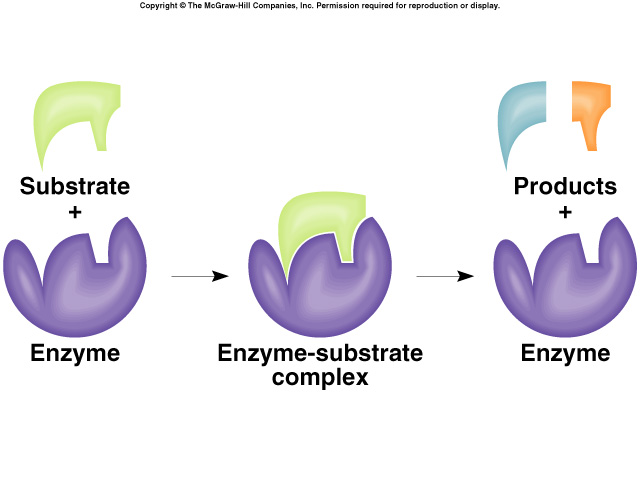 Copyright © The McGraw-Hill Companies, Inc. Permission required for reproduction or display.
Substrate
+
Enzyme
Enzyme-substrate
complex
Products
+
Enzyme